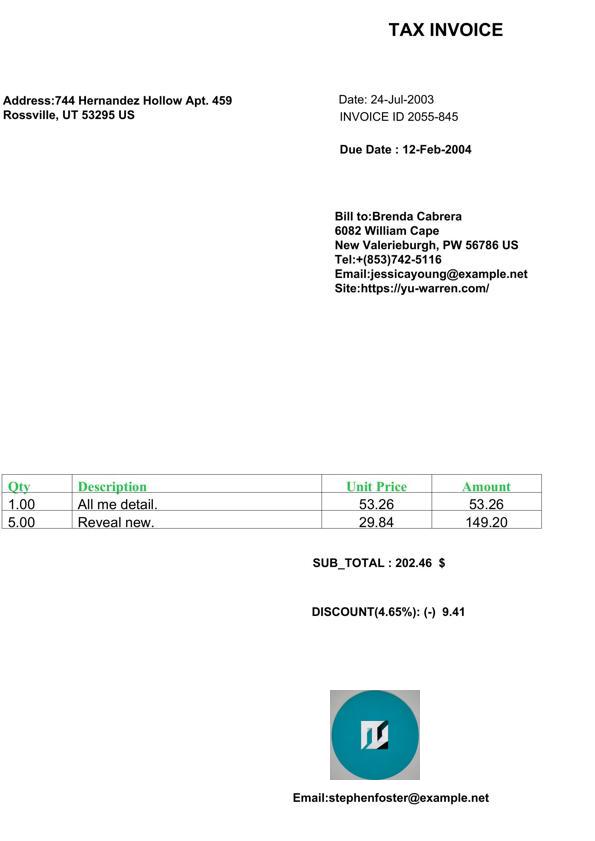 TAX INVOICE
Address:744 Hernandez Hollow Apt. 459
Rossville, UT 53295 US
Date: 24-Jul-2003
INVOICE ID 2055-845
Due Date : 12-Feb-2004
Bill to:Brenda Cabrera
6082 William Cape
New Valerieburgh, PW 56786 US
Tel:+(853)742-5116
Email:jessicayoung@example.net
Site:https://yu-warren.com/
Qty Description Unit Price Amount
1.00 All me detail. 53.26 53.26
5.00 Reveal new. 29.84 149.20
SUB_TOTAL : 202.46 $
DISCOUNT(4.65%): (-) 9.41
Email:stephenfoster@example.net